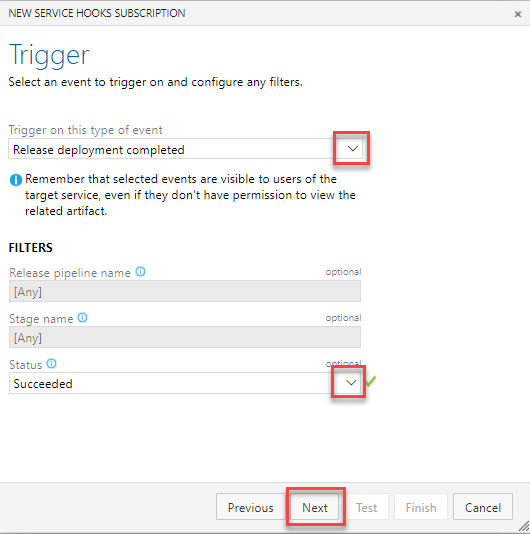 NEW SERVICE HOOKS SUBSCRIPTION
Trigger
Select an event to trigger on and configure any filters.
Trigger on this type of event
Release deployment completed
Remember that selected events are visible to users of the
target service, even if they don't have permission to view the
related artifact.
FILTERS
Release pipeline name optional
[Any]
Stage name optional
[Any]
Status optional
Succeeded
Previous Next Test Finish Cancel